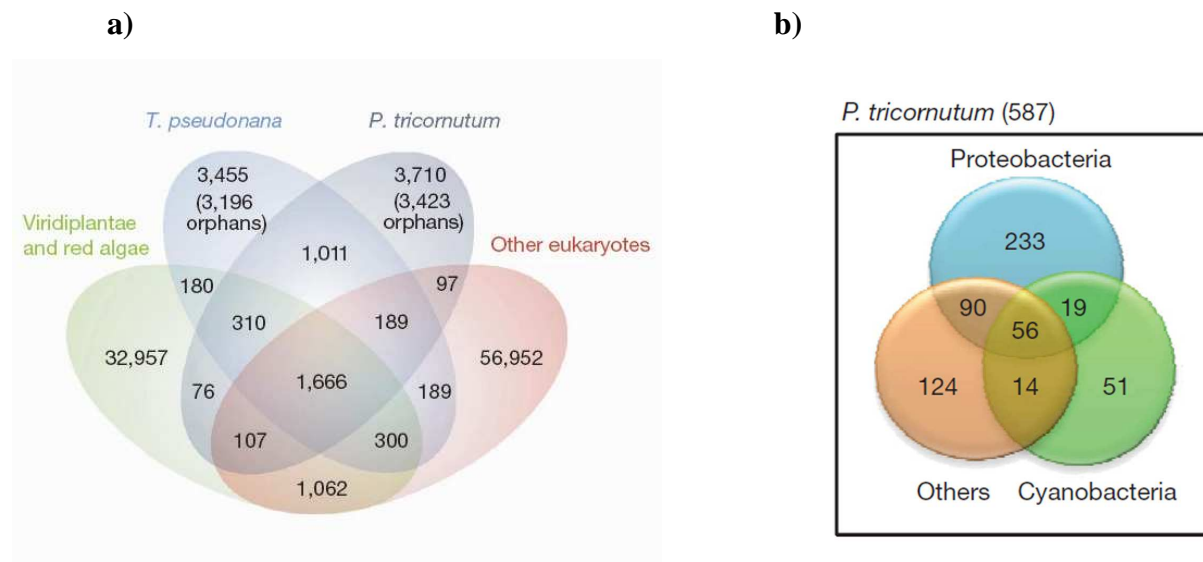 a)
b)
T. pseudonana
P. tricornutum
3,455
(3,196
orphans)
3,710
(3,423
orphans)
Viridiplantae
and red algae
Other eukaryotes
1,011
180
97
310
189
32,957
56,952
76
1,666
189
107
300
1,062
P. tricornutum (587)
Proteobacteria
233
90
56
19
124
14
51
Others
Cyanobacteria